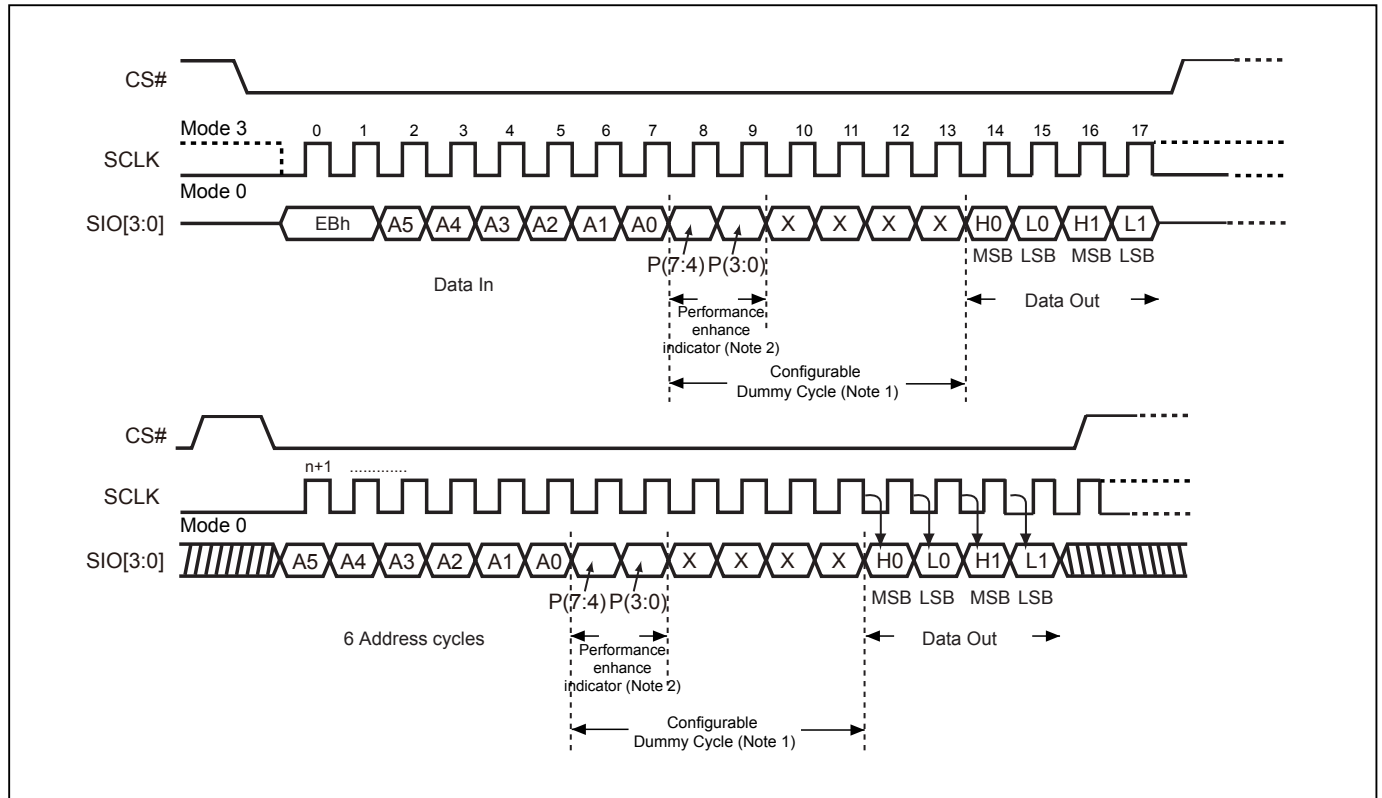 CS#
Mode 3
0 1 2 3 4 5 6 7 8 9 10 11 12 13 14 15 16 17
SCLK
Mode 0
SIO[3:0] EBh A5 A4 A3 A2 A1 A0 X X X X H0 L0 H1 L1
P(7:4) P(3:0) MSB LSB MSB LSB
Data In
Data Out
Performance
enhance
indicator (Note 2)
Configurable
Dummy Cycle (Note 1)
CS#
n+1 .............
SCLK
Mode 0
SIO[3:0] A5 A4 A3 A2 A1 A0 X X X X H0 L0 H1 L1
P(7:4) P(3:0) MSB LSB MSB LSB
6 Address cycles
Data Out
Performance
enhance
indicator (Note 2)
Configurable
Dummy Cycle (Note 1)